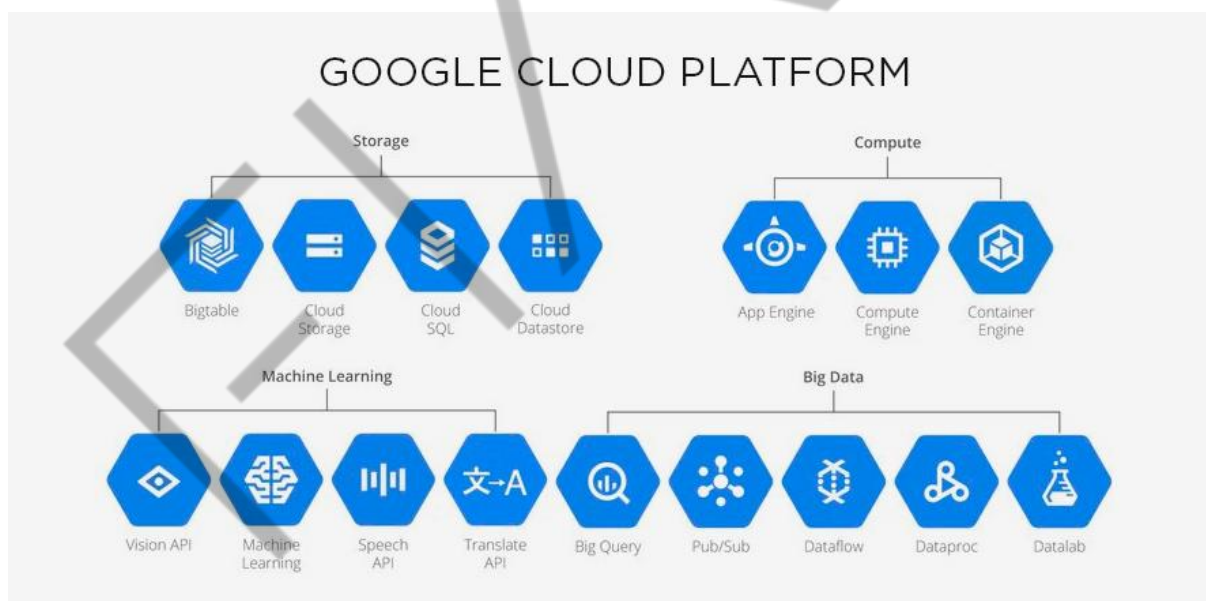 GOOGLE CLOUD PLATFORM
Storage
Compute
Bigtable
Cloud
Storage
Cloud
SQL
Cloud
Datastore
App Engine
Compute
Engine
Container
Engine
Machine Learning
Big Data
文→A
Vision API
Machine
Learning
Speech
API
Translate
API
Big Query
Pub/Sub
Dataflow
Dataproc
Datalab